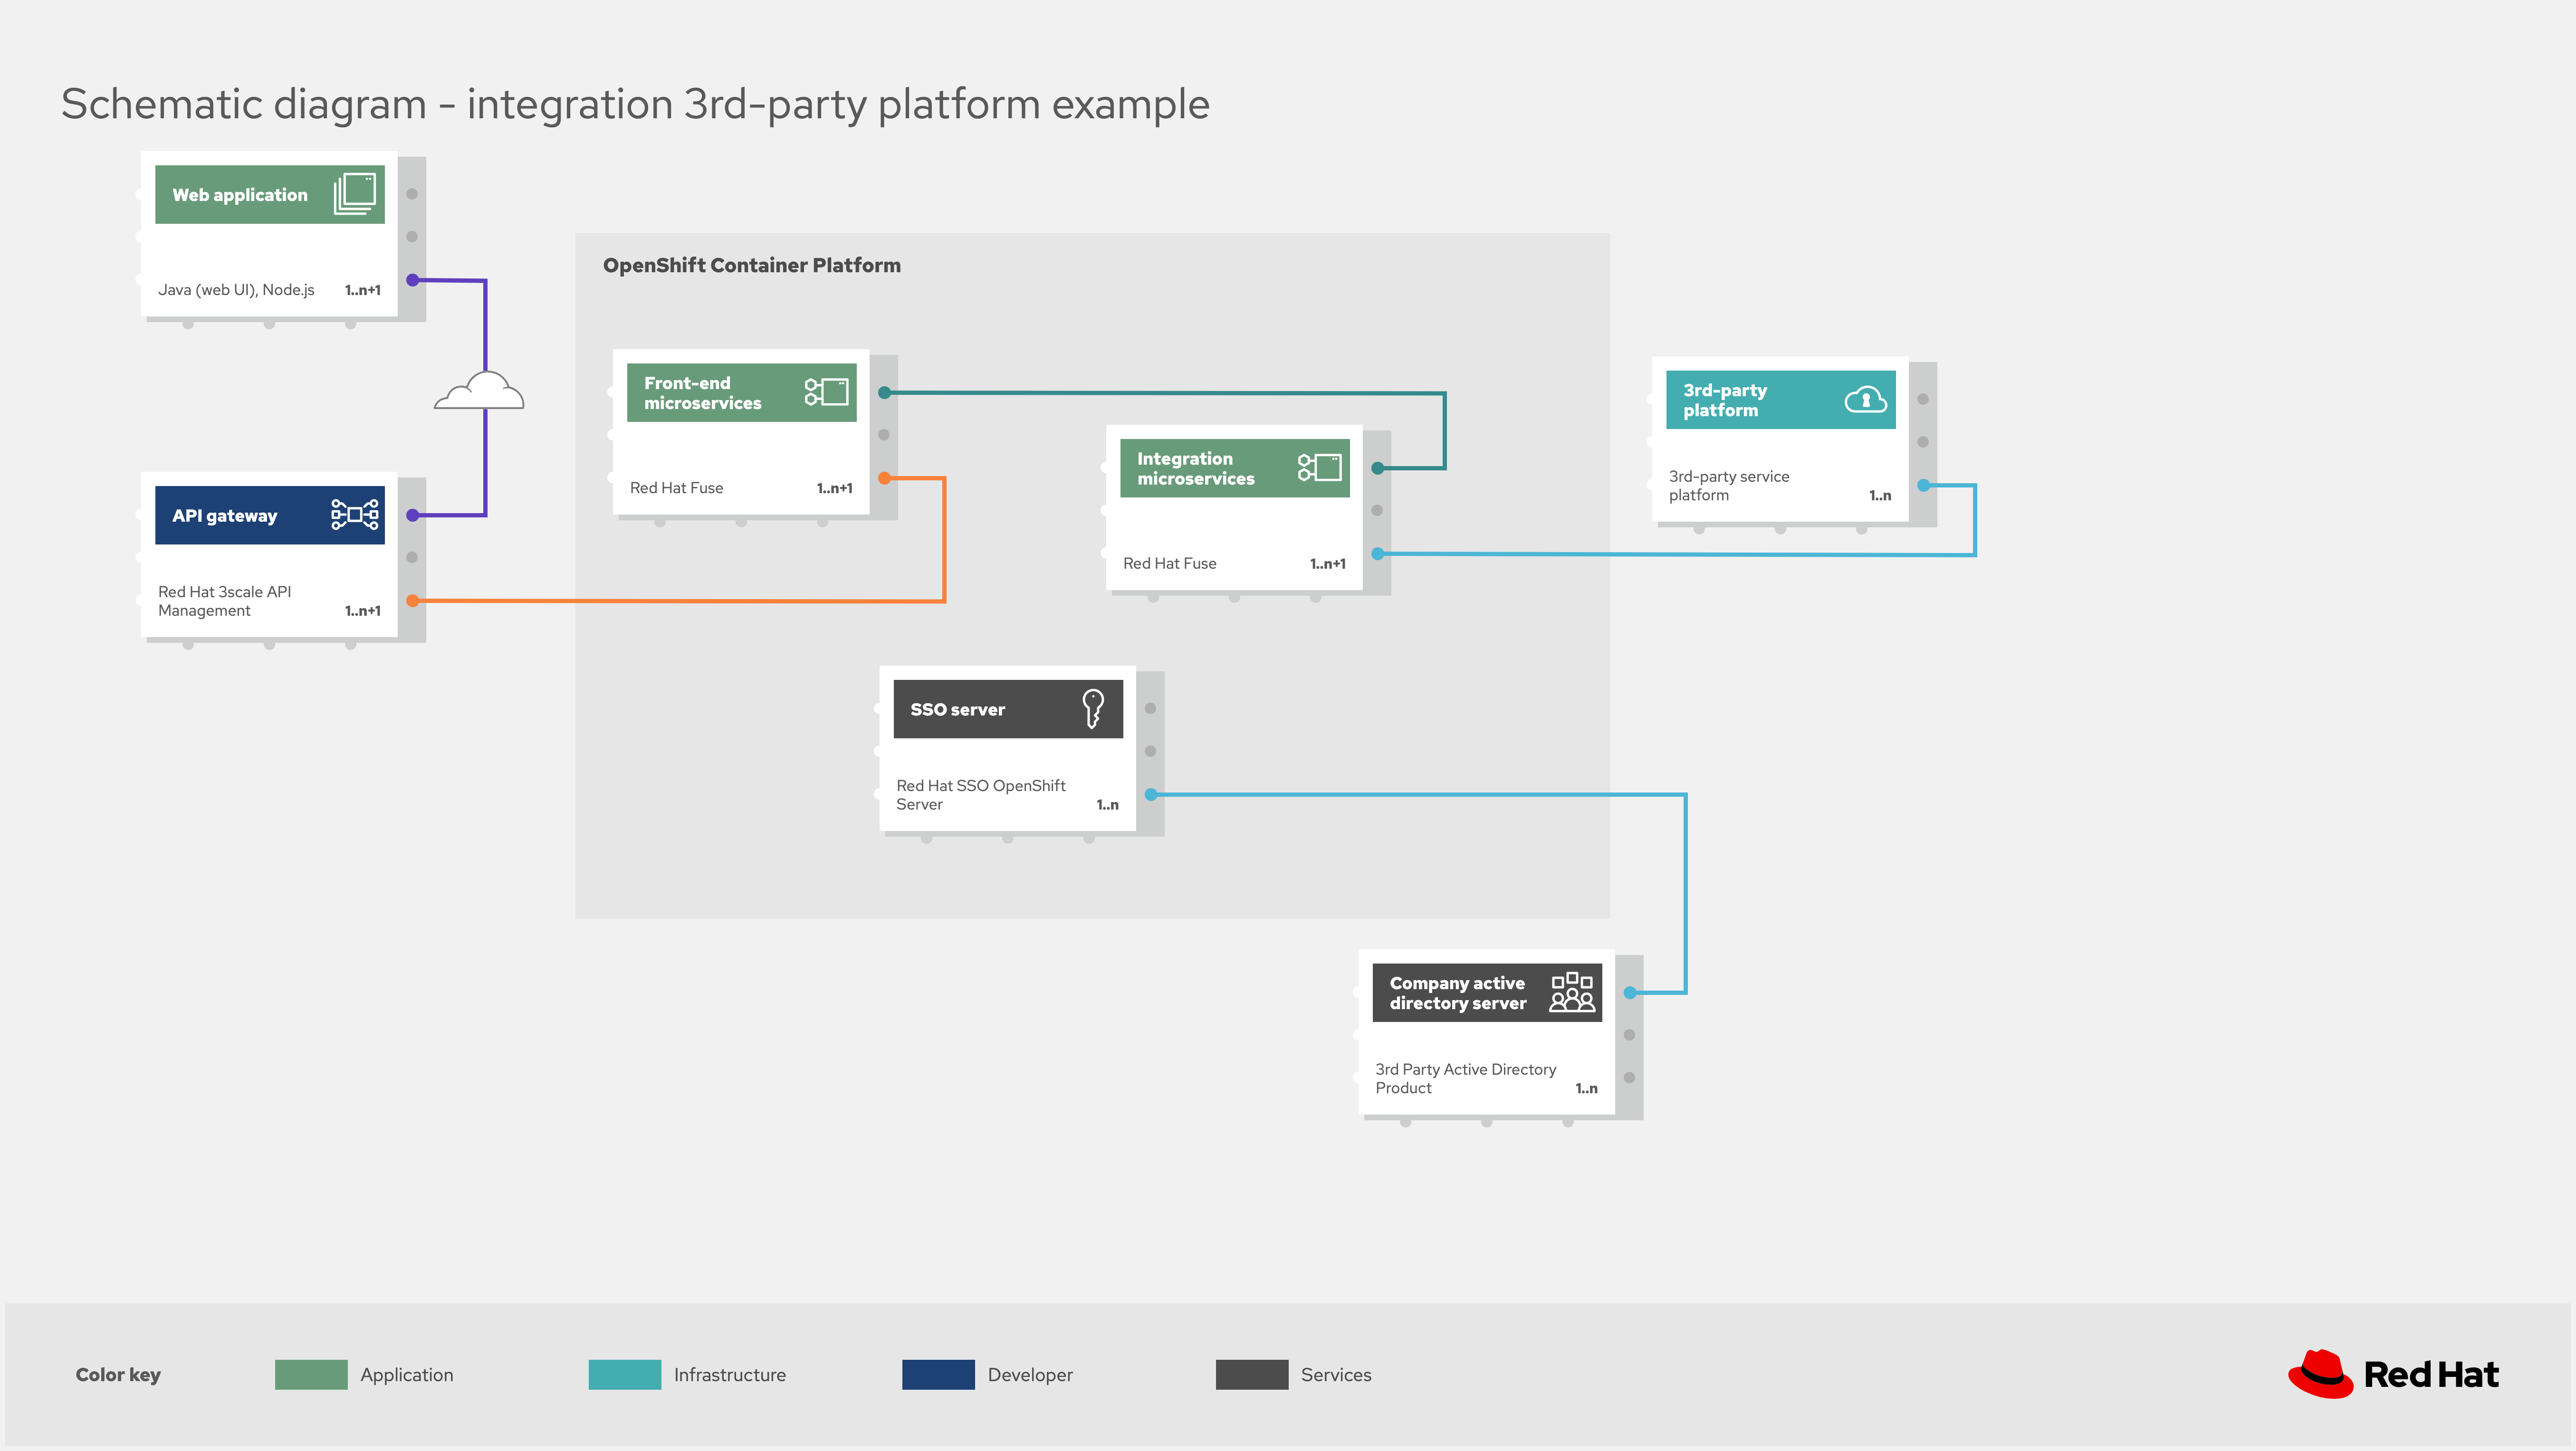 Schematic diagram - integration 3rd-party platform example
Web application
Java (web UI), Node.js
1..n+1
API gateway
Red Hat 3scale API
Management
1..n+1
OpenShift Container Platform
Front-end
microservices
Red Hat Fuse
1..n+1
Integration
microservices
Red Hat Fuse
1..n+1
SSO server
Red Hat SSO OpenShift
Server
1..n
3rd-party
platform
3rd-party service
platform
1..n
Company active
directory server
3rd Party Active Directory
Product
1..n
Color key
Application
Infrastructure
Developer
Services
Red Hat